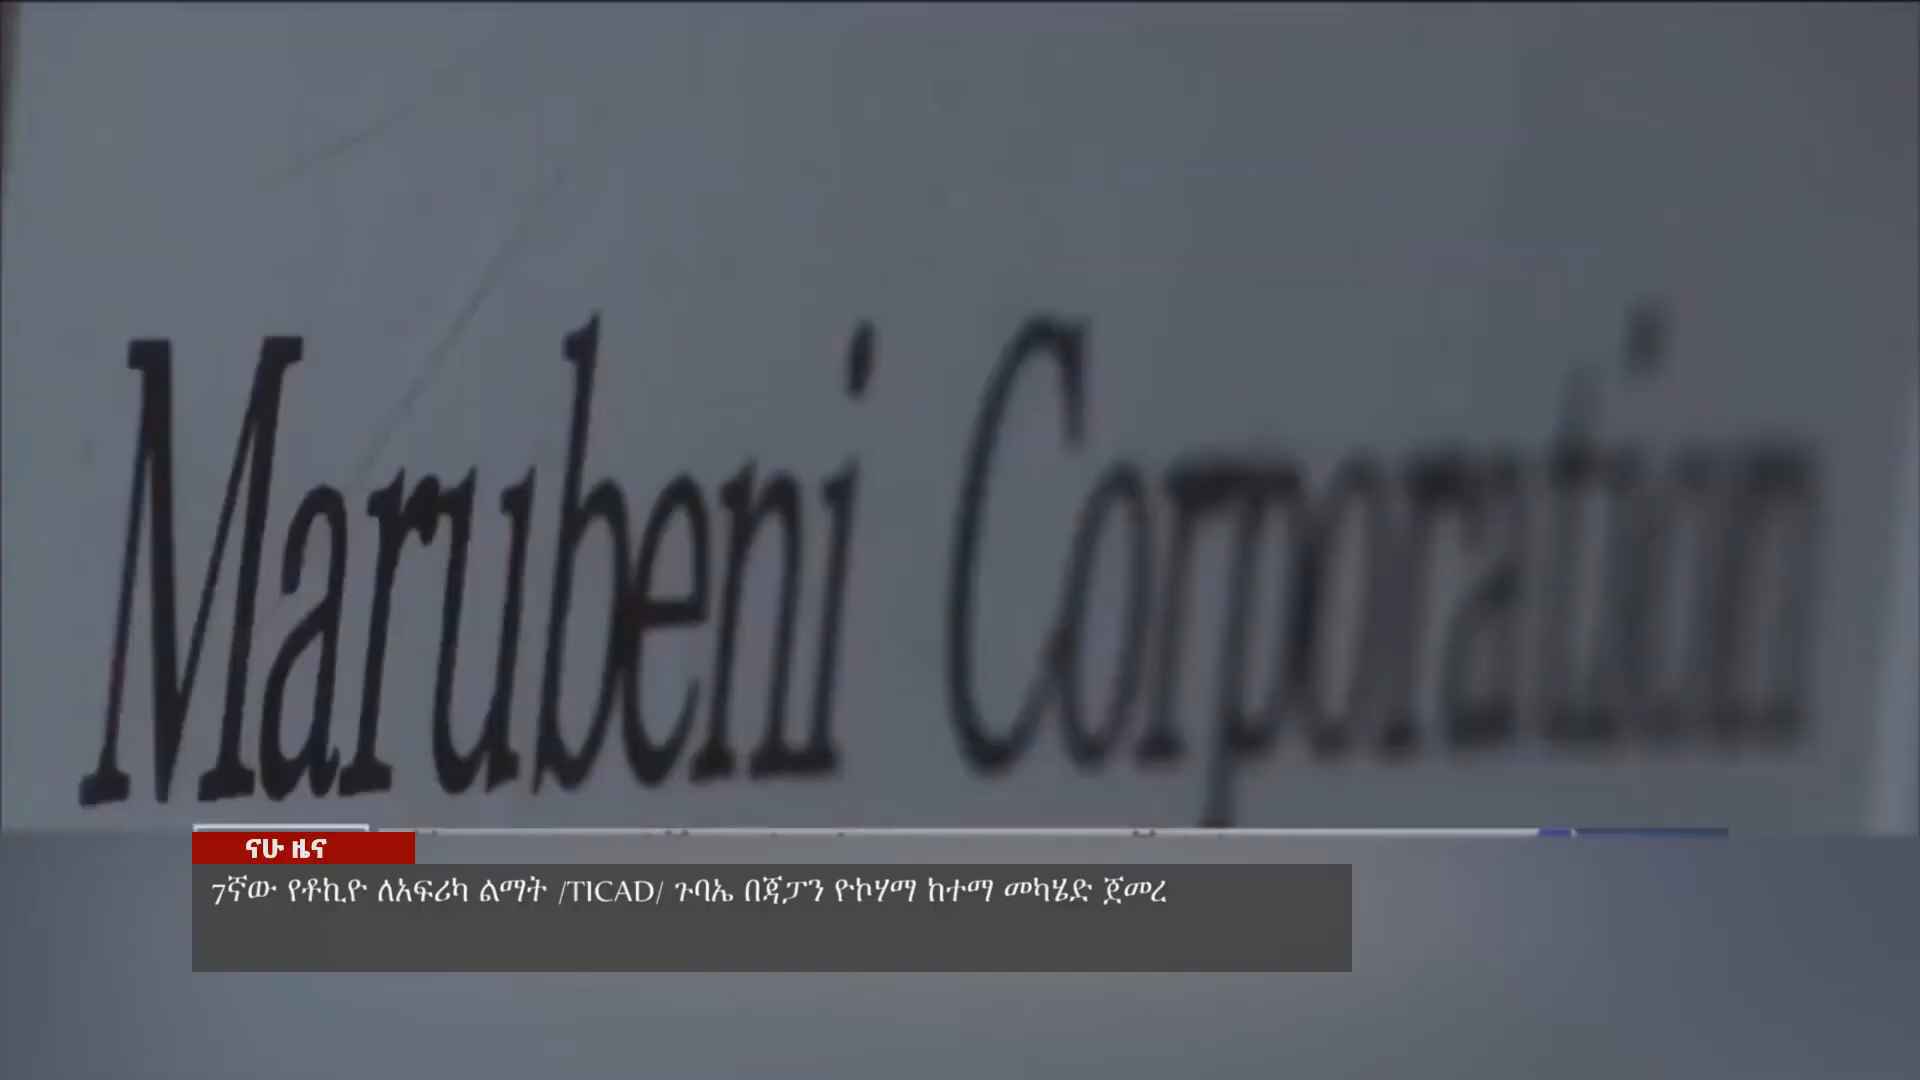 Marubeni Corporation
ናሁ ዜና
7ኛው የቶኪዮ ለአፍሪካ ልማት /TICAD/ ጉባኤ በጃፓን ዮኮሃማ ከተማ መካሄድ ጀመረ